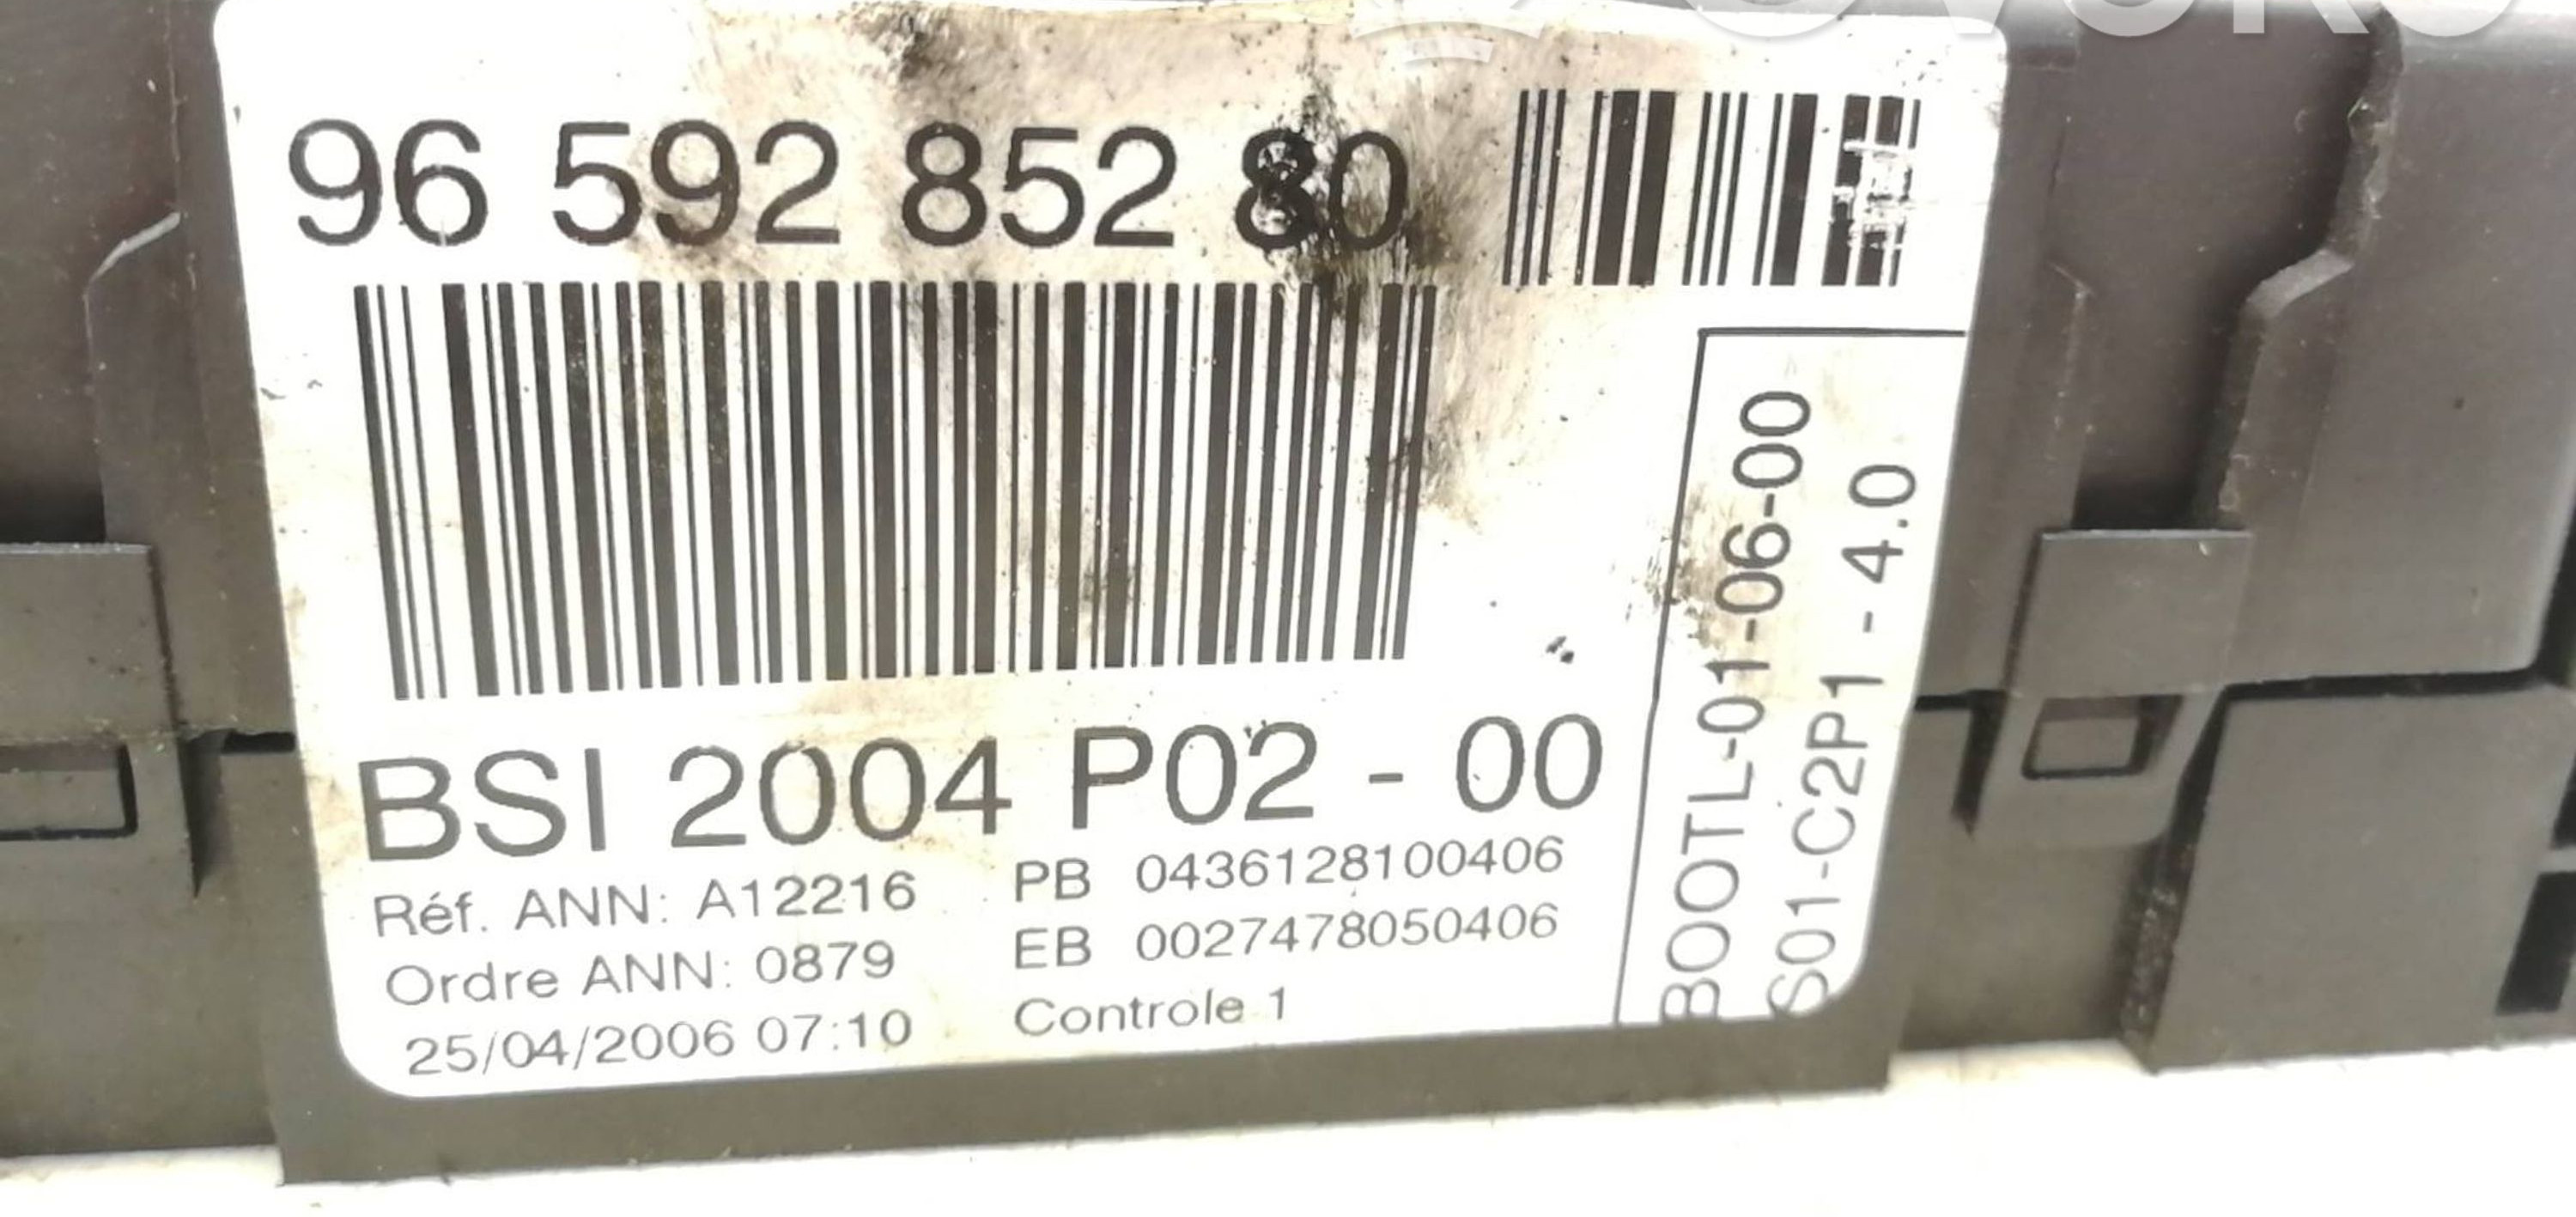 96 592 852 80
BSI 2004 P02 - 00
Réf. ANN: A12216
Ordre ANN: 0879
25/04/2006 07:10
PB 0436128100406
EB 0027478050406
Controle 1
BOOTL-01-06-00
S01-C2P1 - 4.0